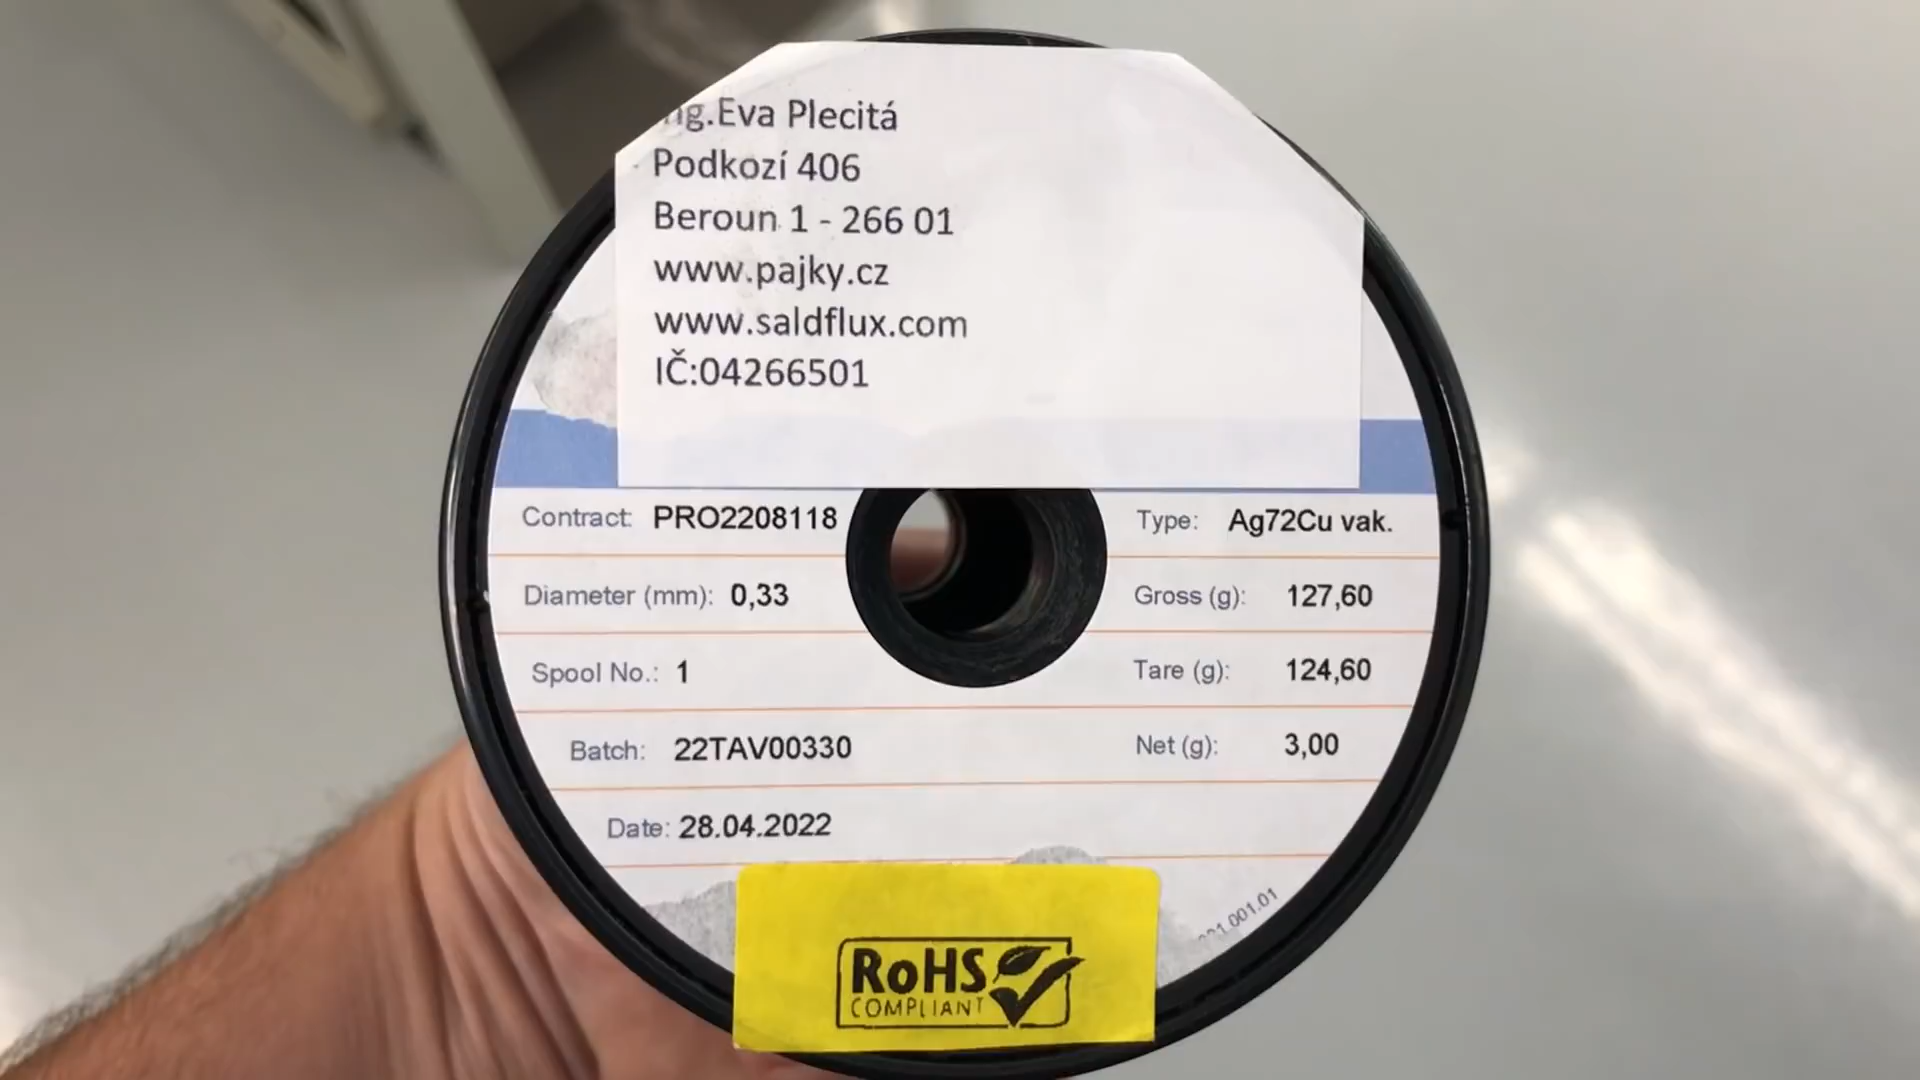 Eva Plecitá
Podkozí 406
Beroun 1 - 266 01
www.pajky.cz
www.saldflux.com
IČ:04266501
Contract: PRO2208118
Type: Ag72Cu vak.
Diameter (mm): 0,33
Gross (g): 127,60
Spool No.: 1
Tare (g): 124,60
Batch: 22TAV00330
Net (g): 3,00
Date: 28.04.2022
RoHS
COMPLIANT